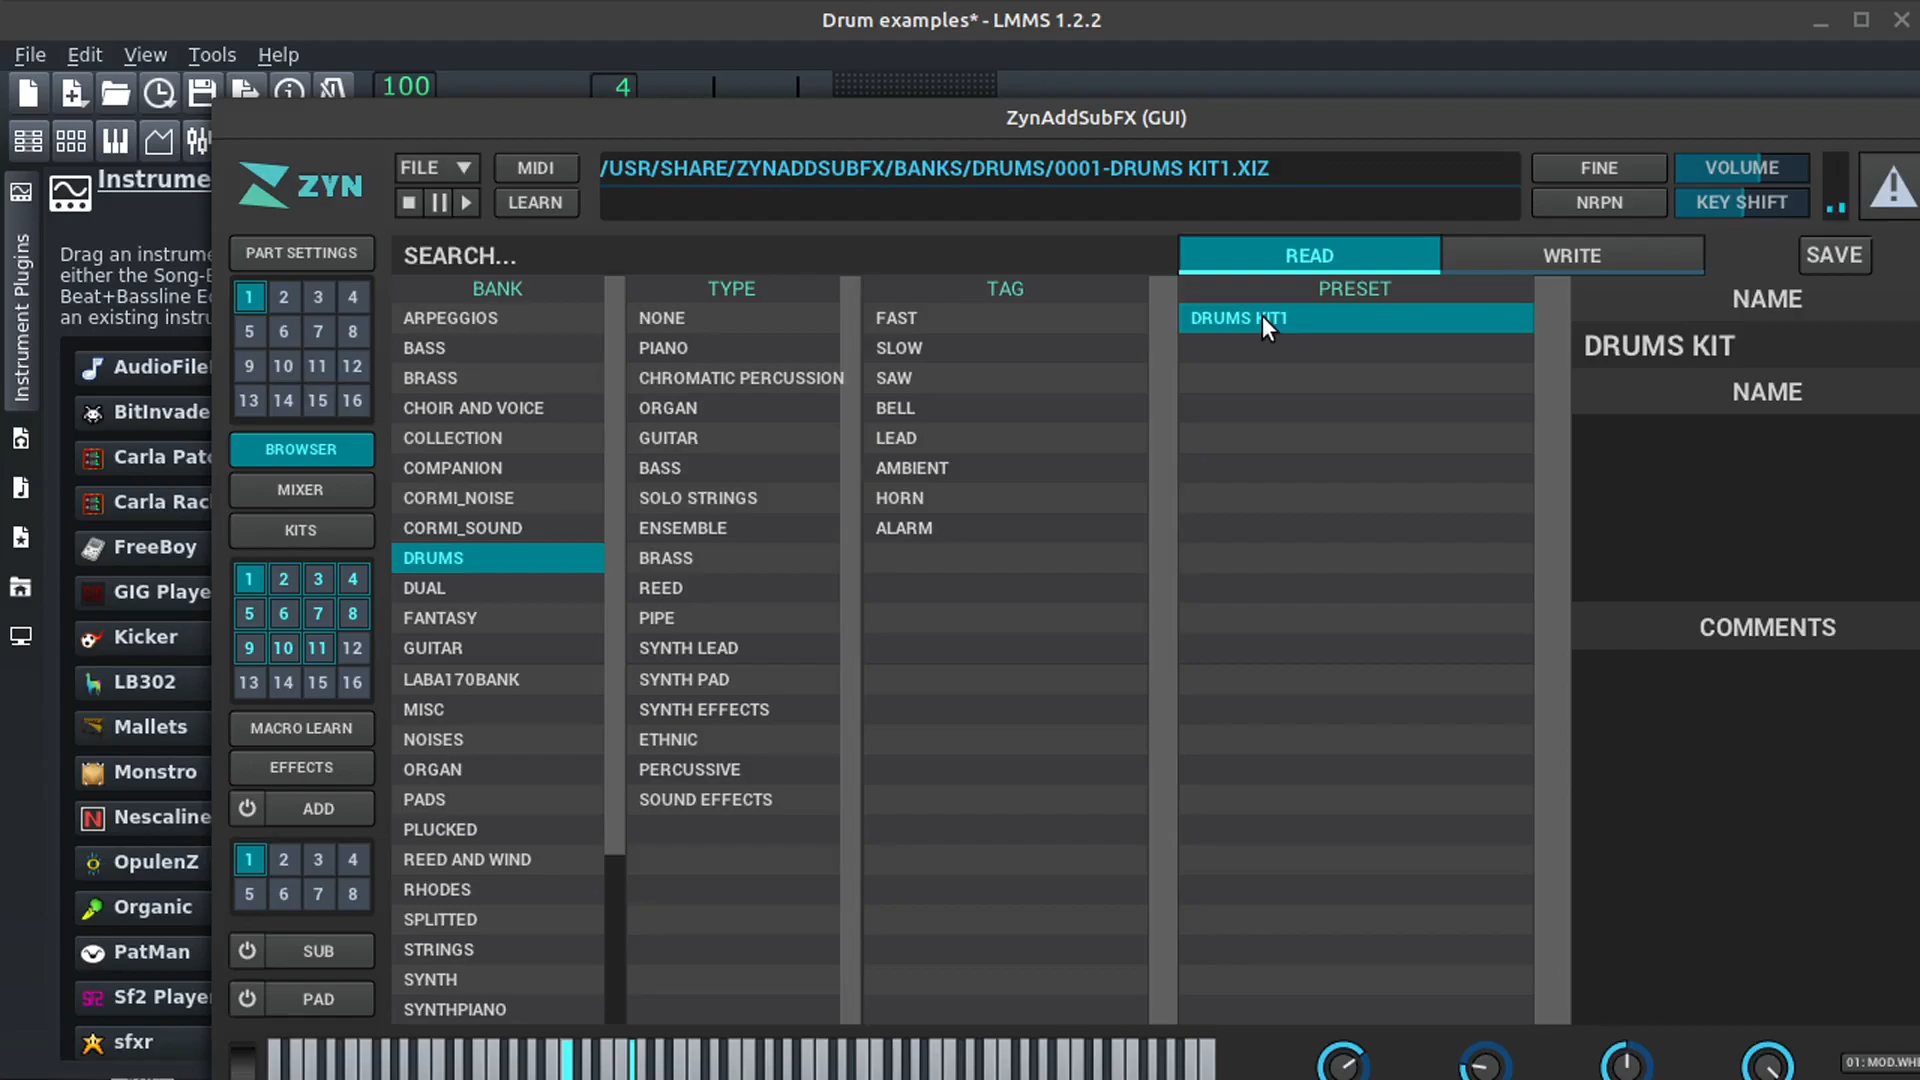 Drum examples* - LMMS 1.2.2
File Edit View Tools Help
100 4
ZynAddSubFX (GUI)
ZYN
FILE MIDI
LEARN
/USR/SHARE/ZYNADDSUBFX/BANKS/DRUMS/0001-DRUMS KIT1.XIZ
FINE VOLUME
NRPN KEY SHIFT
Instrument Plugins
Instrume
Drag an instrume
either the Song-E
Beat+Bassline E
an existing instru
AudioFile
BitInvade
Carla Patc
Carla Rac
FreeBoy
GIG Playe
Kicker
LB302
Mallets
Monstro
Nescaline
OpulenZ
Organic
PatMan
Sf2 Player
sfxr
PART SETTINGS
1 2 3 4
5 6 7 8
9 10 11 12
13 14 15 16
BROWSER
MIXER
KITS
1 2 3 4
5 6 7 8
9 10 11 12
13 14 15 16
MACRO LEARN
EFFECTS
ADD
1 2 3 4
5 6 7 8
SUB
PAD
SEARCH...
READ WRITE SAVE
BANK
ARPEGGIOS
BASS
BRASS
CHOIR AND VOICE
COLLECTION
COMPANION
CORMI_NOISE
CORMI_SOUND
DRUMS
DUAL
FANTASY
GUITAR
LABA170BANK
MISC
NOISES
ORGAN
PADS
PLUCKED
REED AND WIND
RHODES
SPLITTED
STRINGS
SYNTH
SYNTHPIANO
TYPE
NONE
PIANO
CHROMATIC PERCUSSION
ORGAN
GUITAR
BASS
SOLO STRINGS
ENSEMBLE
BRASS
REED
PIPE
SYNTH LEAD
SYNTH PAD
SYNTH EFFECTS
ETHNIC
PERCUSSIVE
SOUND EFFECTS
TAG
FAST
SLOW
SAW
BELL
LEAD
AMBIENT
HORN
ALARM
PRESET
DRUMS KIT1
NAME
DRUMS KIT
NAME
COMMENTS
01: MOD.WHE